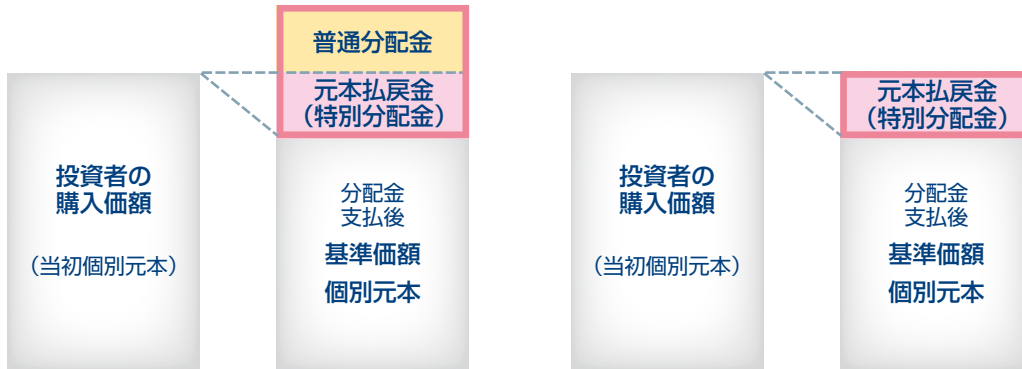 普通分配金
元本払戻金
（特別分配金）
投資者の
購入価額
（当初個別元本）
分配金
支払後
基準価額
個別元本
元本払戻金
（特別分配金）
投資者の
購入価額
（当初個別元本）
分配金
支払後
基準価額
個別元本